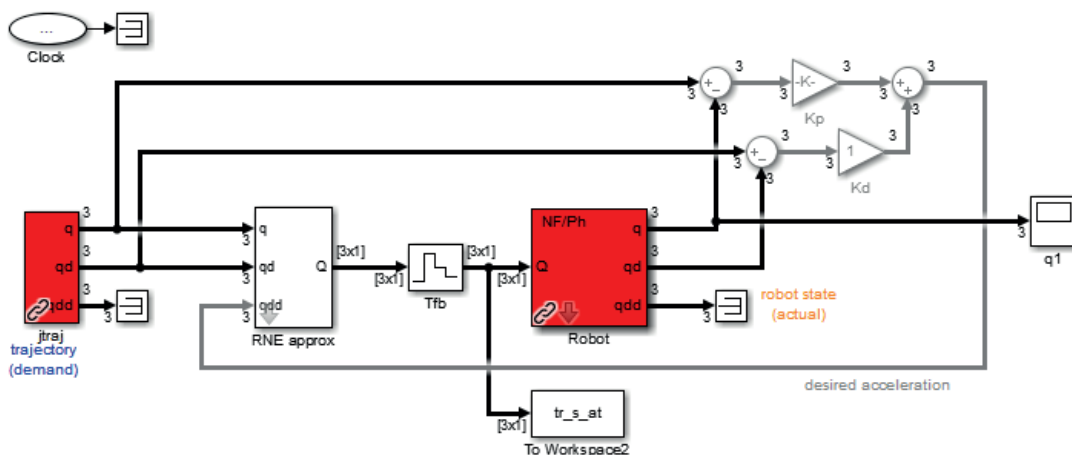 ...
Clock
3
3
3
3
-K-
3
Kp
3
3
+
+
3
3
3
3
3
1
3
Kd
3
q
3
qd
3
qdd
3
jtraj
trajectory
(demand)
3
q
3
qd
3
qdd
Q
[3x1]
RNE approx
[3x1]
Tfb
[3x1]
[3x1]
NF/Ph
Q
q
3
qd
3
qdd
3
3
Robot
robot state
(actual)
3
q1
desired acceleration
[3x1]
tr_s_at
To Workspace2